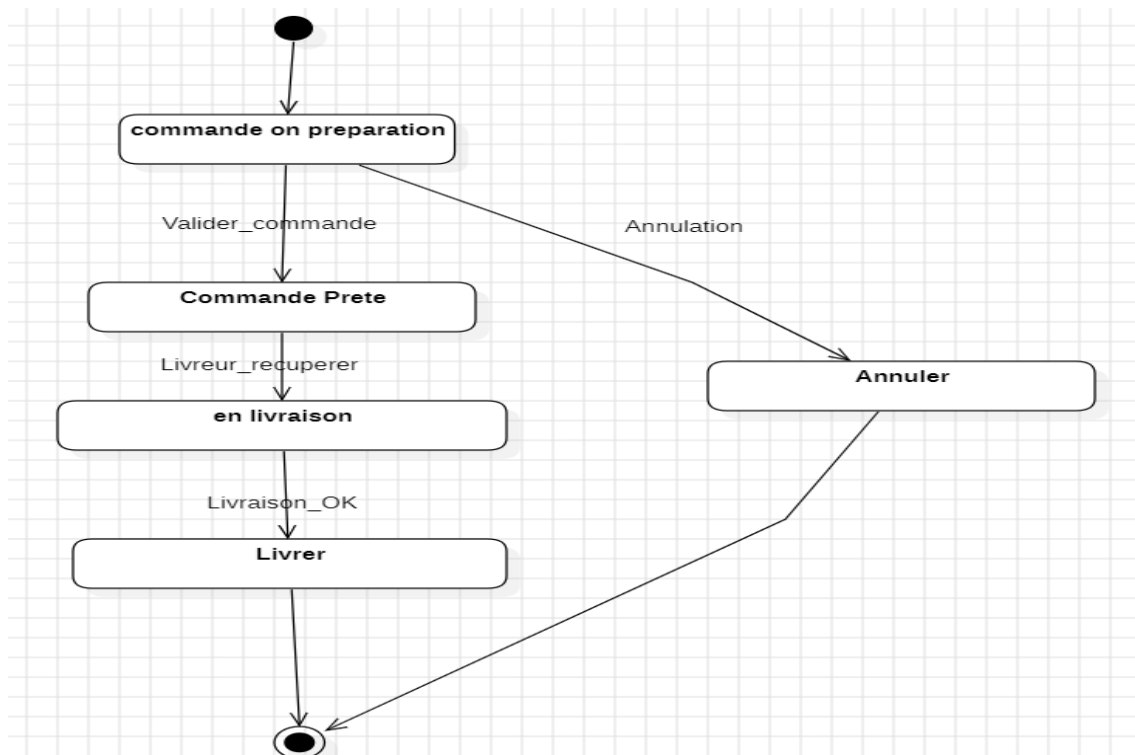 commande on preparation
Valider_commande
Annulation
Commande Prete
Livreur_recuperer
Annuler
en livraison
Livraison_OK
Livrer